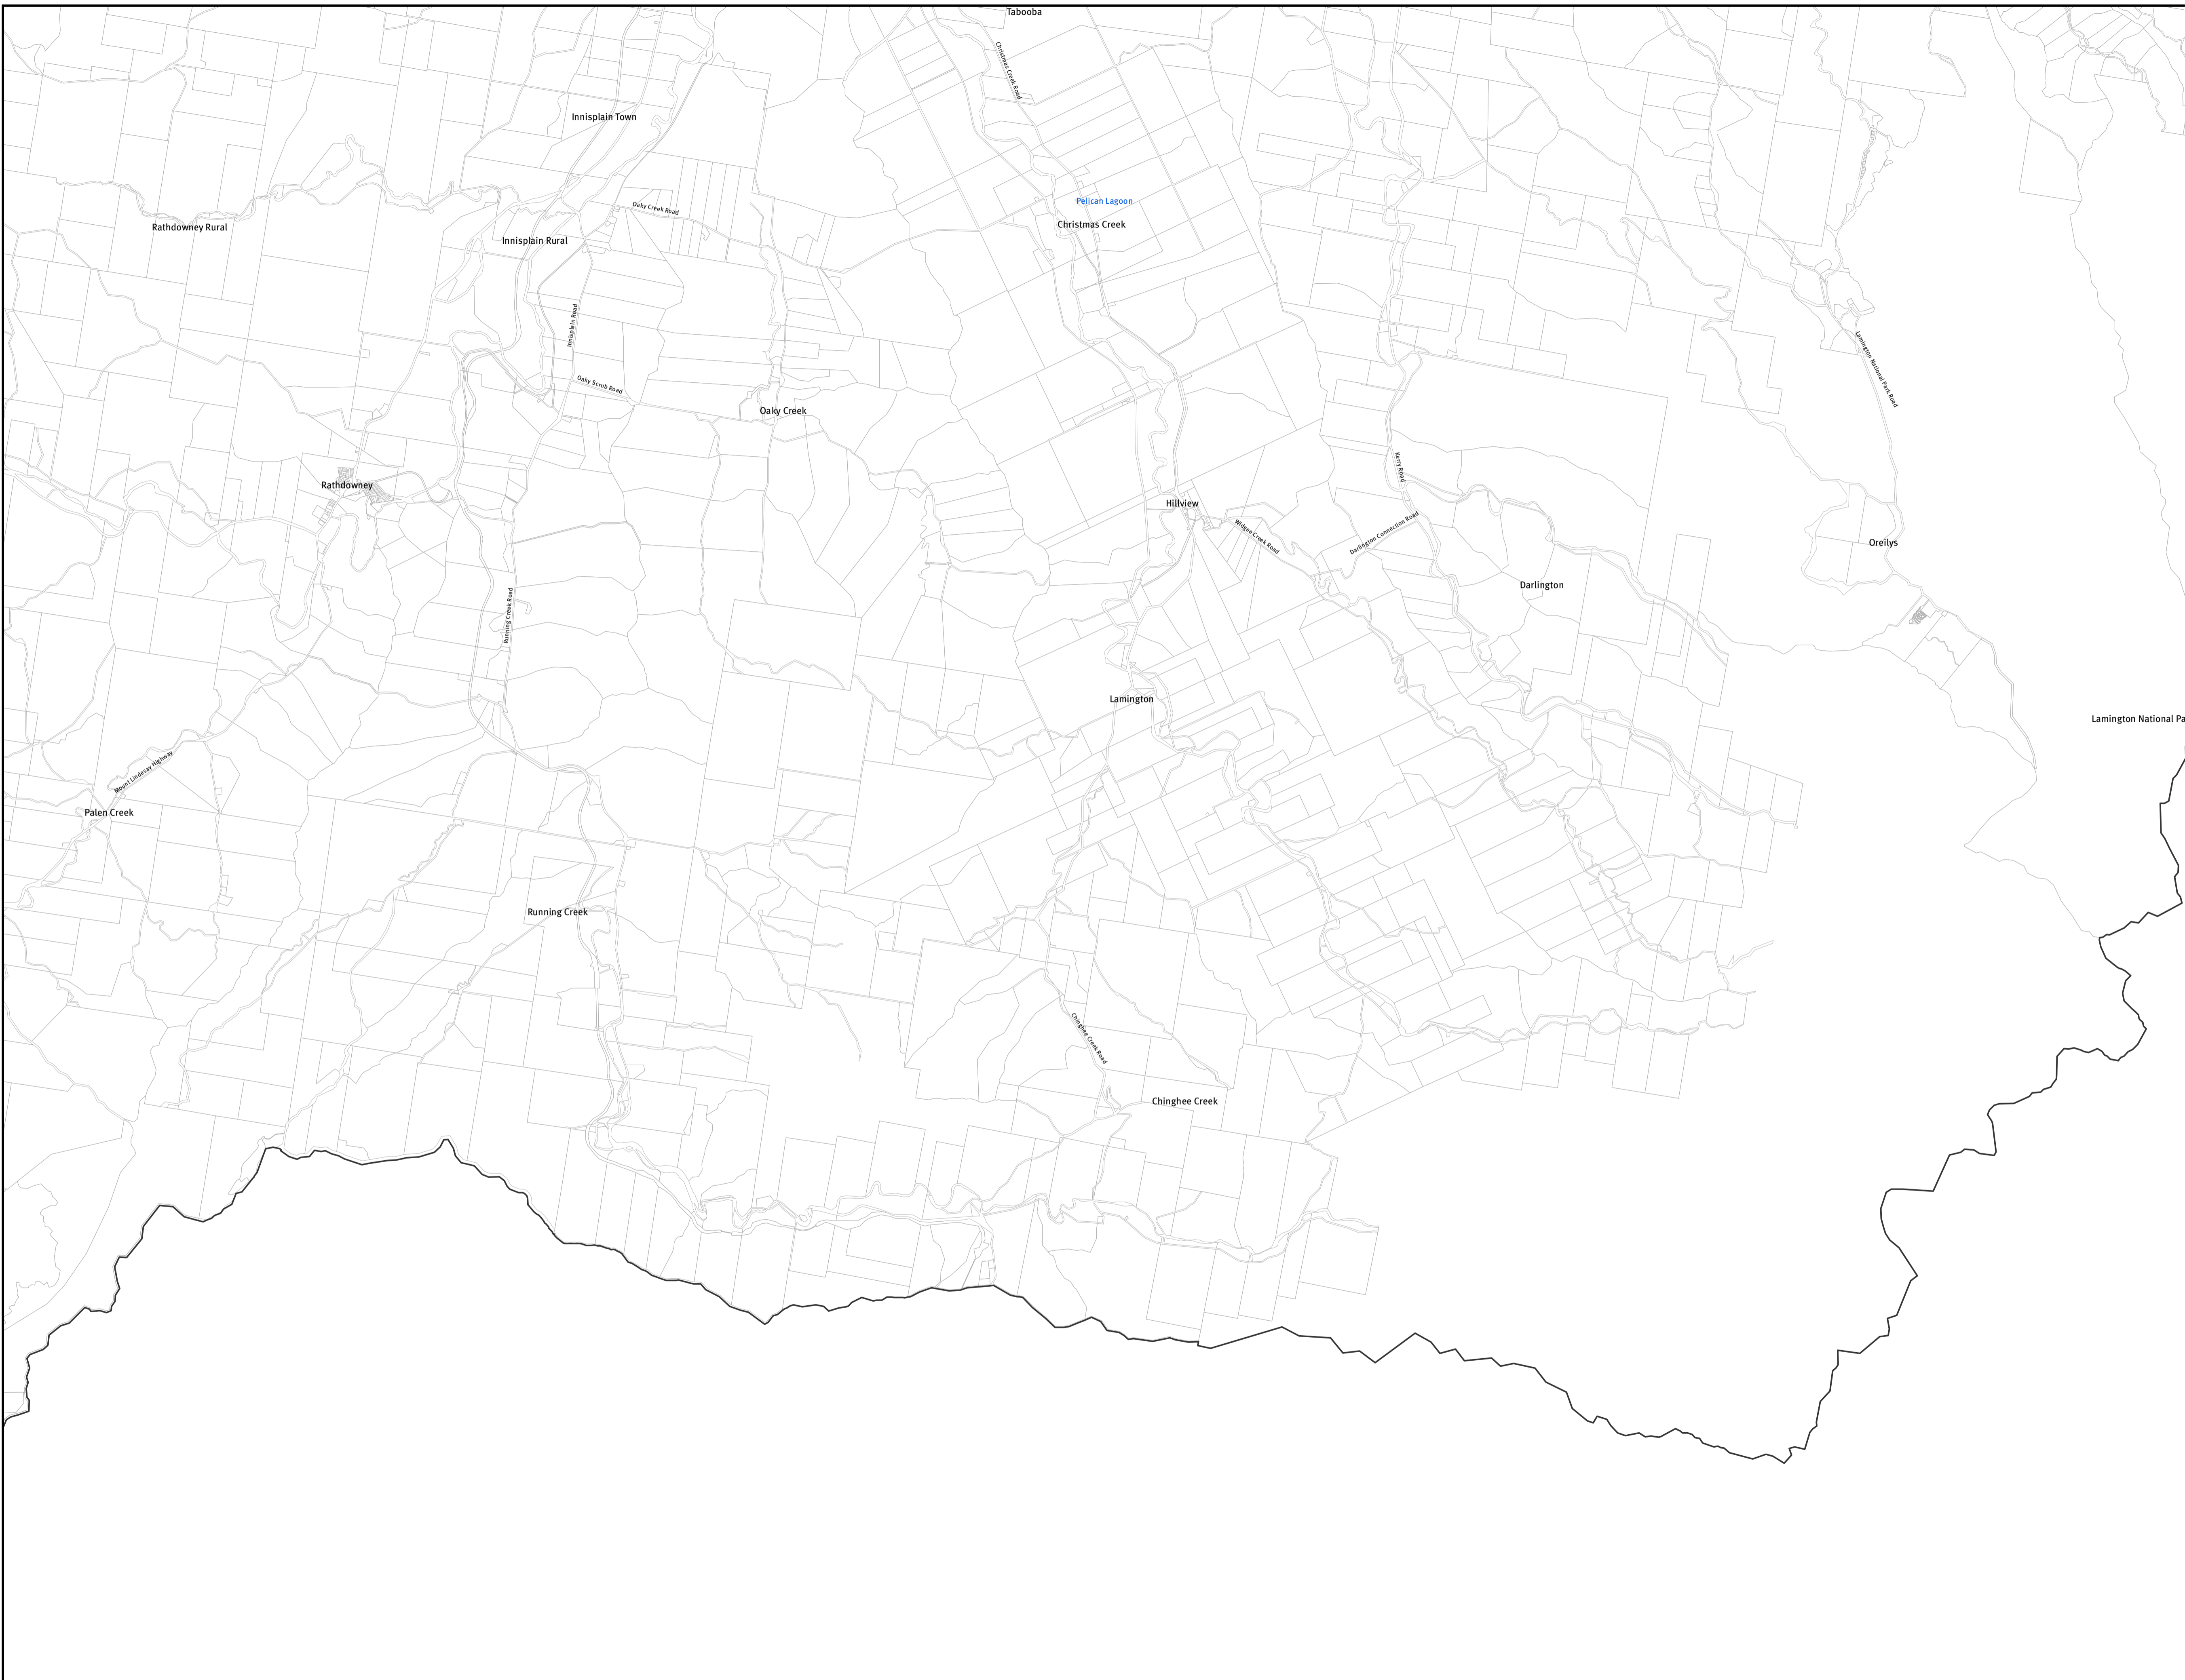 Tabooba
Christmas Creek Road
Innisplain Town
Pelican Lagoon
Oaky Creek Road
Christmas Creek
Rathdowney Rural
Innisplain Rural
Innisplain Road
Lamington National Park Road
Oaky Scrub Road
Oaky Creek
Kerry Road
Rathdowney
Hillview
Widgee Creek Road
Darlington Connection Road
Oreilys
Darlington
Running Creek Road
Lamington
Lamington National Pa
Mount Lindesay Highway
Palen Creek
Running Creek
Chinghee Creek Road
Chinghee Creek